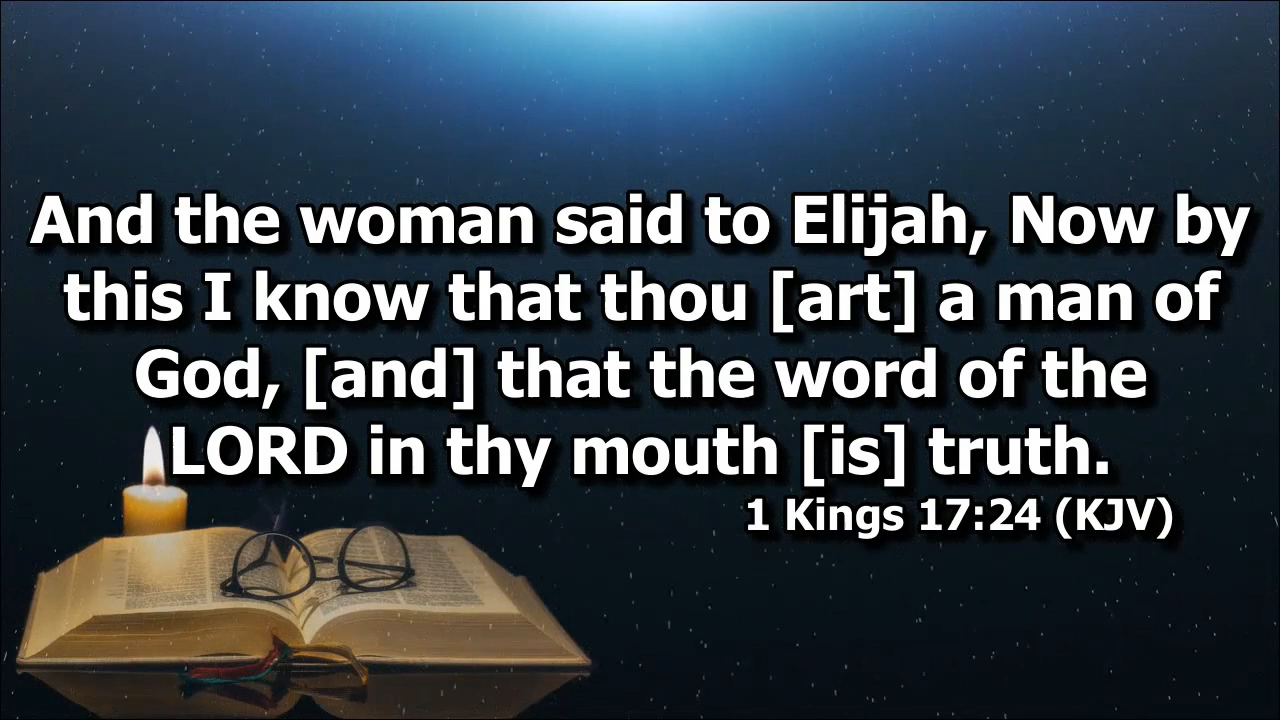 And the woman said to Elijah, Now by
this I know that thou [art] a man of
God, [and] that the word of the
LORD in thy mouth [is] truth.
1 Kings 17:24 (KJV)